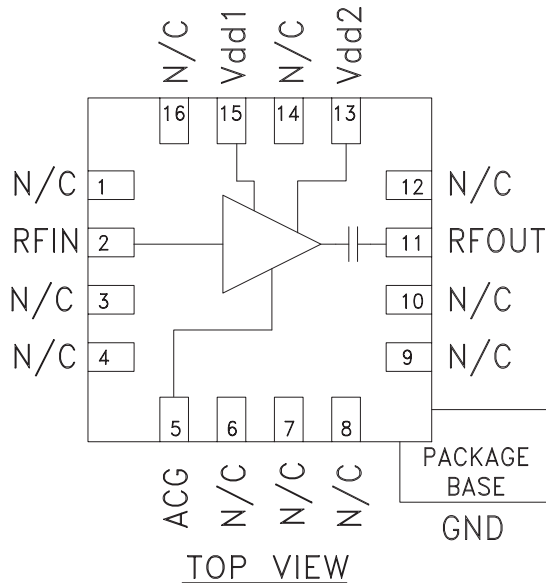 N/C
Vdd1
N/C
Vdd2
16
15
14
13
N/C
1
12
N/C
RFIN
2
11
RFOUT
N/C
3
10
N/C
N/C
4
9
N/C
5
6
7
8
ACG
N/C
N/C
N/C
PACKAGE
BASE
GND
TOP VIEW